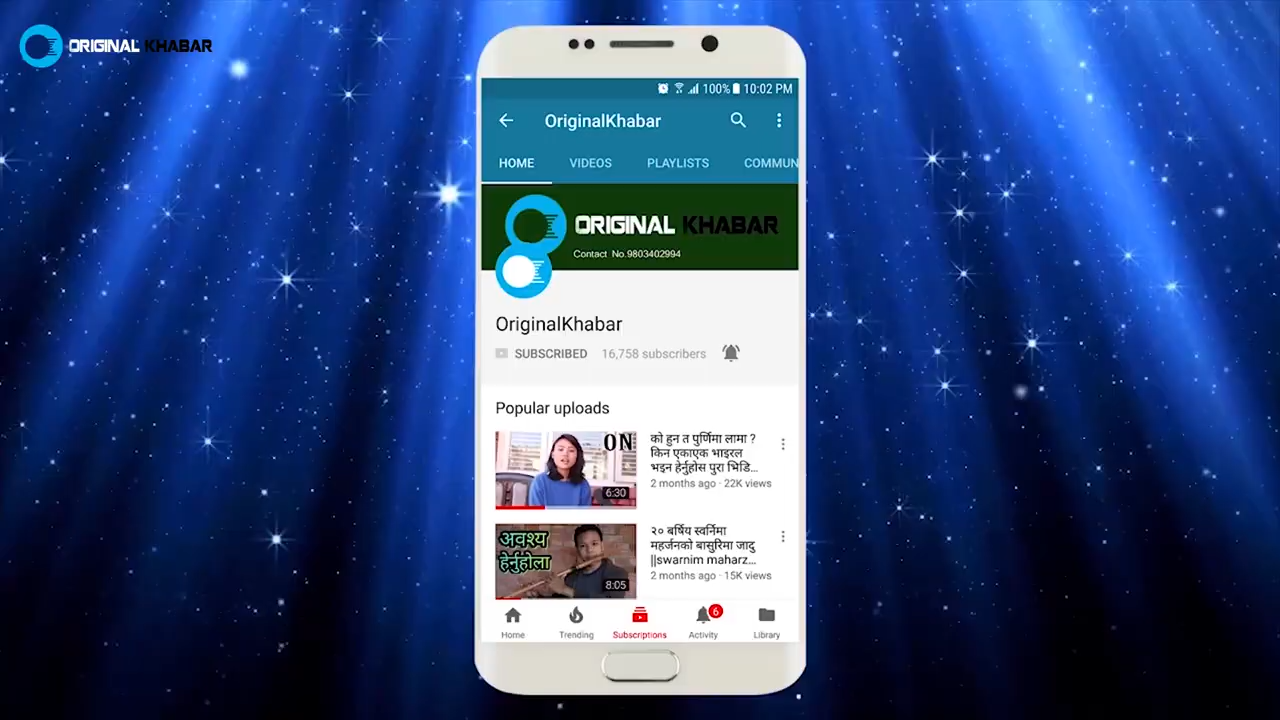 ORIGINAL KHABAR
100% 10:02 PM
OriginalKhabar
HOME VIDEOS PLAYLISTS COMMUN
ORIGINAL KHABAR
Contact No.9803402994
OriginalKhabar
SUBSCRIBED 16,758 subscribers
Popular uploads
ON
6:30
को हुन त पुर्णिमा लामा ?
किन एकाएक भाइरल
भइन हेर्नुहोस पुरा भिडि...
2 months ago · 22K views
अवश्य
हेर्नुहोला
8:05
२० बर्षिय स्वर्निमा
महर्जनको बासुरिमा जादु
||swarnim maharz...
2 months ago · 15K views
6
Home Trending Subscriptions Activity Library